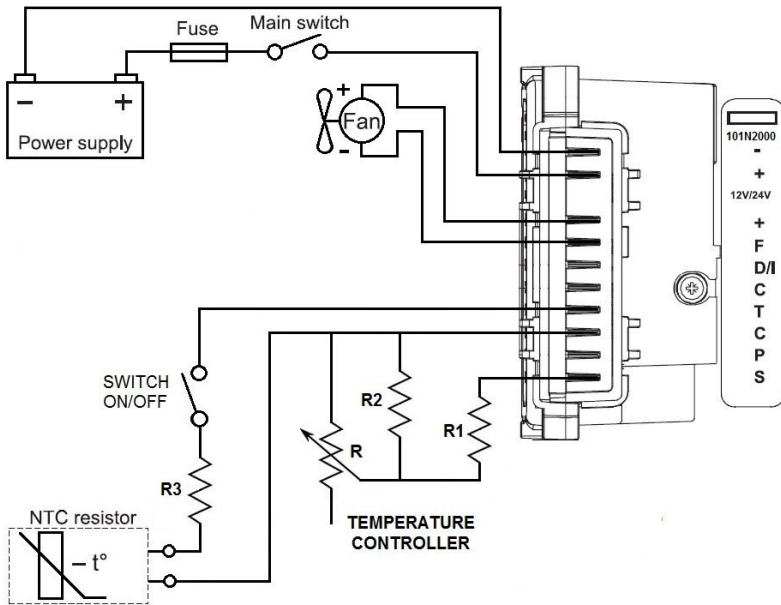 Fuse
Main switch
- +
Power supply
+
Fan
-
101N2000
-
+
12V/24V
+
F
D/I
C
T
C
P
S
SWITCH
ON/OFF
R2
R1
R
R3
NTC resistor
– t°
TEMPERATURE
CONTROLLER